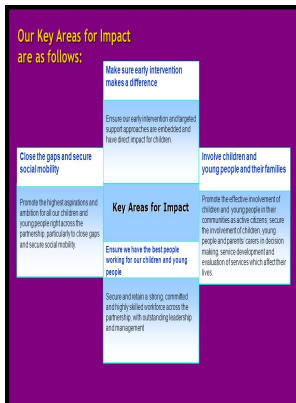 Our Key Areas for Impact
are as follows:
Make sure early intervention
makes a difference
Ensure our early intervention and targeted
support approaches are embedded and
have direct impact for children.
Close the gaps and secure
social mobility
Promote the highest aspirations and
ambition for all our children and
young people right across the
partnership, particularly to close gaps
and secure social mobility.
Key Areas for Impact
Involve children and
young people and their families
Promote the effective involvement of
children and young people in their
communities as active citizens; secure
the involvement of children, young
people and parents/ carers in decision
making, service development and
evaluation of services which affect their
lives.
Ensure we have the best people
working for our children and young
people
Secure and retain a strong, committed
and highly skilled workforce across the
partnership, with outstanding leadership
and management